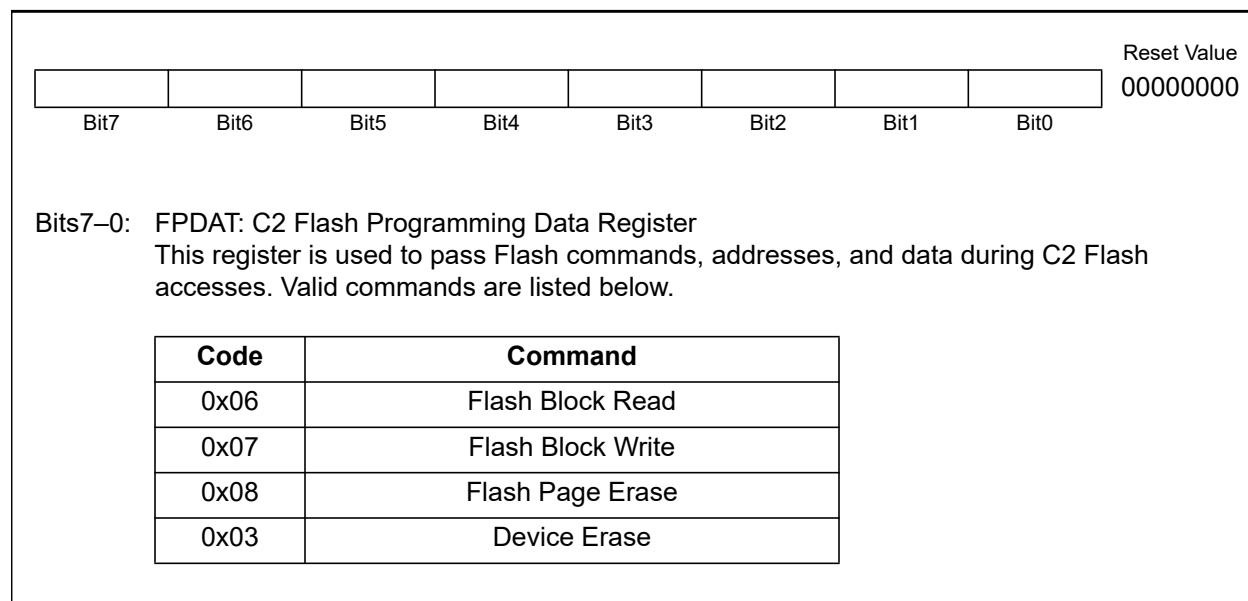 Reset Value
00000000
Bit7 Bit6 Bit5 Bit4 Bit3 Bit2 Bit1 Bit0
Bits7–0: FPDAT: C2 Flash Programming Data Register
This register is used to pass Flash commands, addresses, and data during C2 Flash
accesses. Valid commands are listed below.
Code Command
0x06 Flash Block Read
0x07 Flash Block Write
0x08 Flash Page Erase
0x03 Device Erase